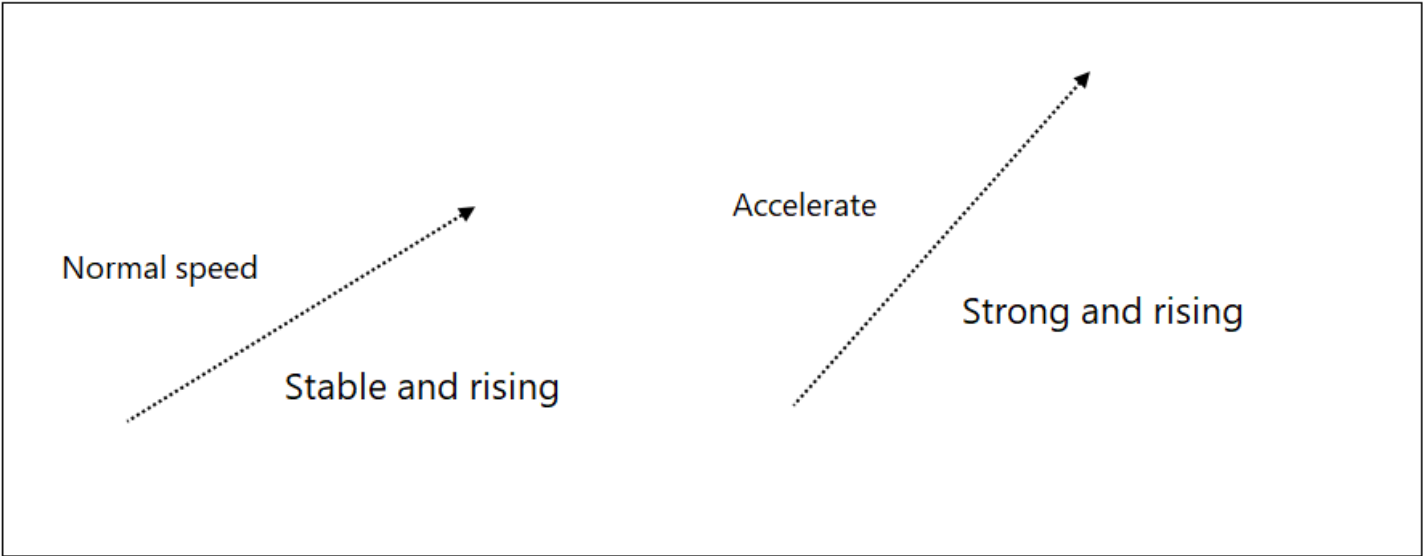 Normal speed
Stable and rising
Accelerate
Strong and rising